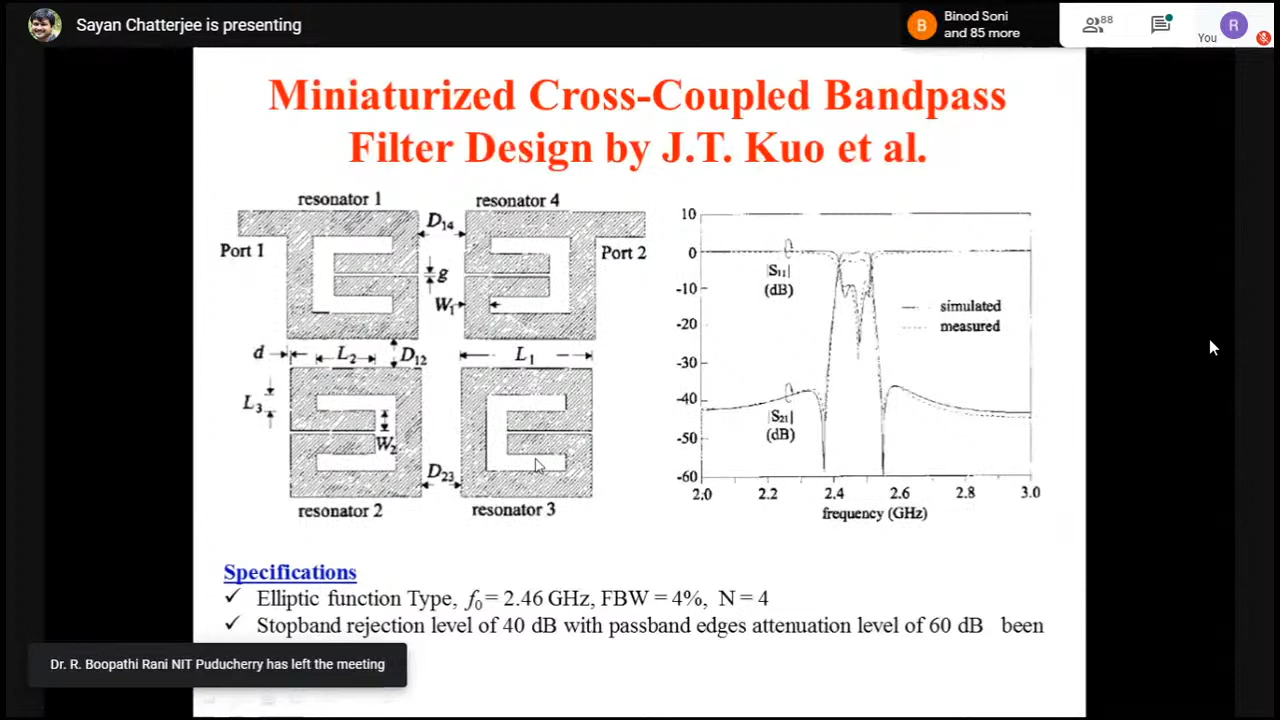 Sayan Chatterjee is presenting
B
Binod Soni
and 85 more
88
You
R
Miniaturized Cross-Coupled Bandpass
Filter Design by J.T. Kuo et al.
resonator 1
resonator 4
D14
Port 1
Port 2
g
W1
d
L2
D12
L1
L3
W2
D23
resonator 2
resonator 3
10
0
-10
-20
-30
-40
-50
-60
|S11|
(dB)
simulated
measured
|S21|
(dB)
2.0
2.2
2.4
2.6
2.8
3.0
frequency (GHz)
Specifications
✓ Elliptic function Type, f0 = 2.46 GHz, FBW = 4%, N = 4
✓ Stopband rejection level of 40 dB with passband edges attenuation level of 60 dB been
Dr. R. Boopathi Rani NIT Puducherry has left the meeting